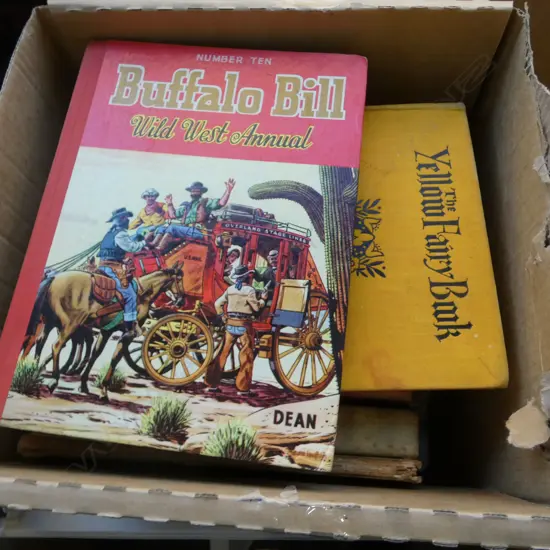 NUMBER TEN
Buffalo Bill
Wild West Annual
OVERLAND STAGE LINES
DEAN
The
Yellow Fairy Book